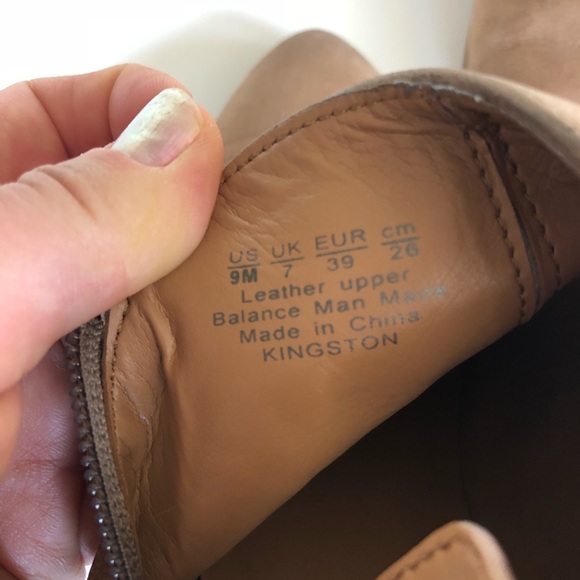 US UK EUR cm
9M 7 39 26
Leather upper
Balance Man Made
Made in China
KINGSTON